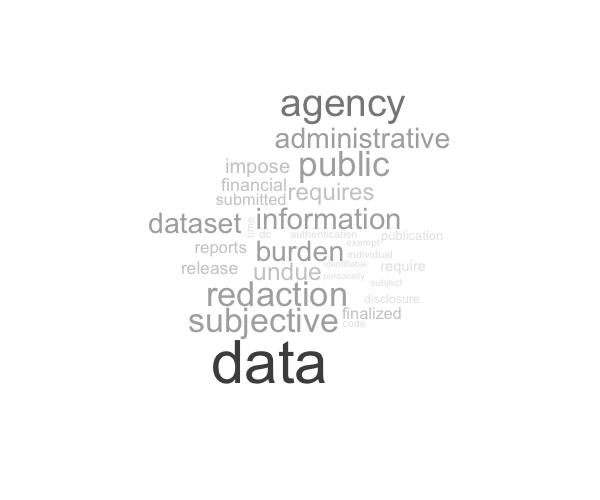 agency
administrative
impose public
financial
submitted requires
dataset time information
dc authentication publication
reports burden exempt
individual
release undue identifiable require
personally
subject
redaction disclosure
subjective finalized
code
data